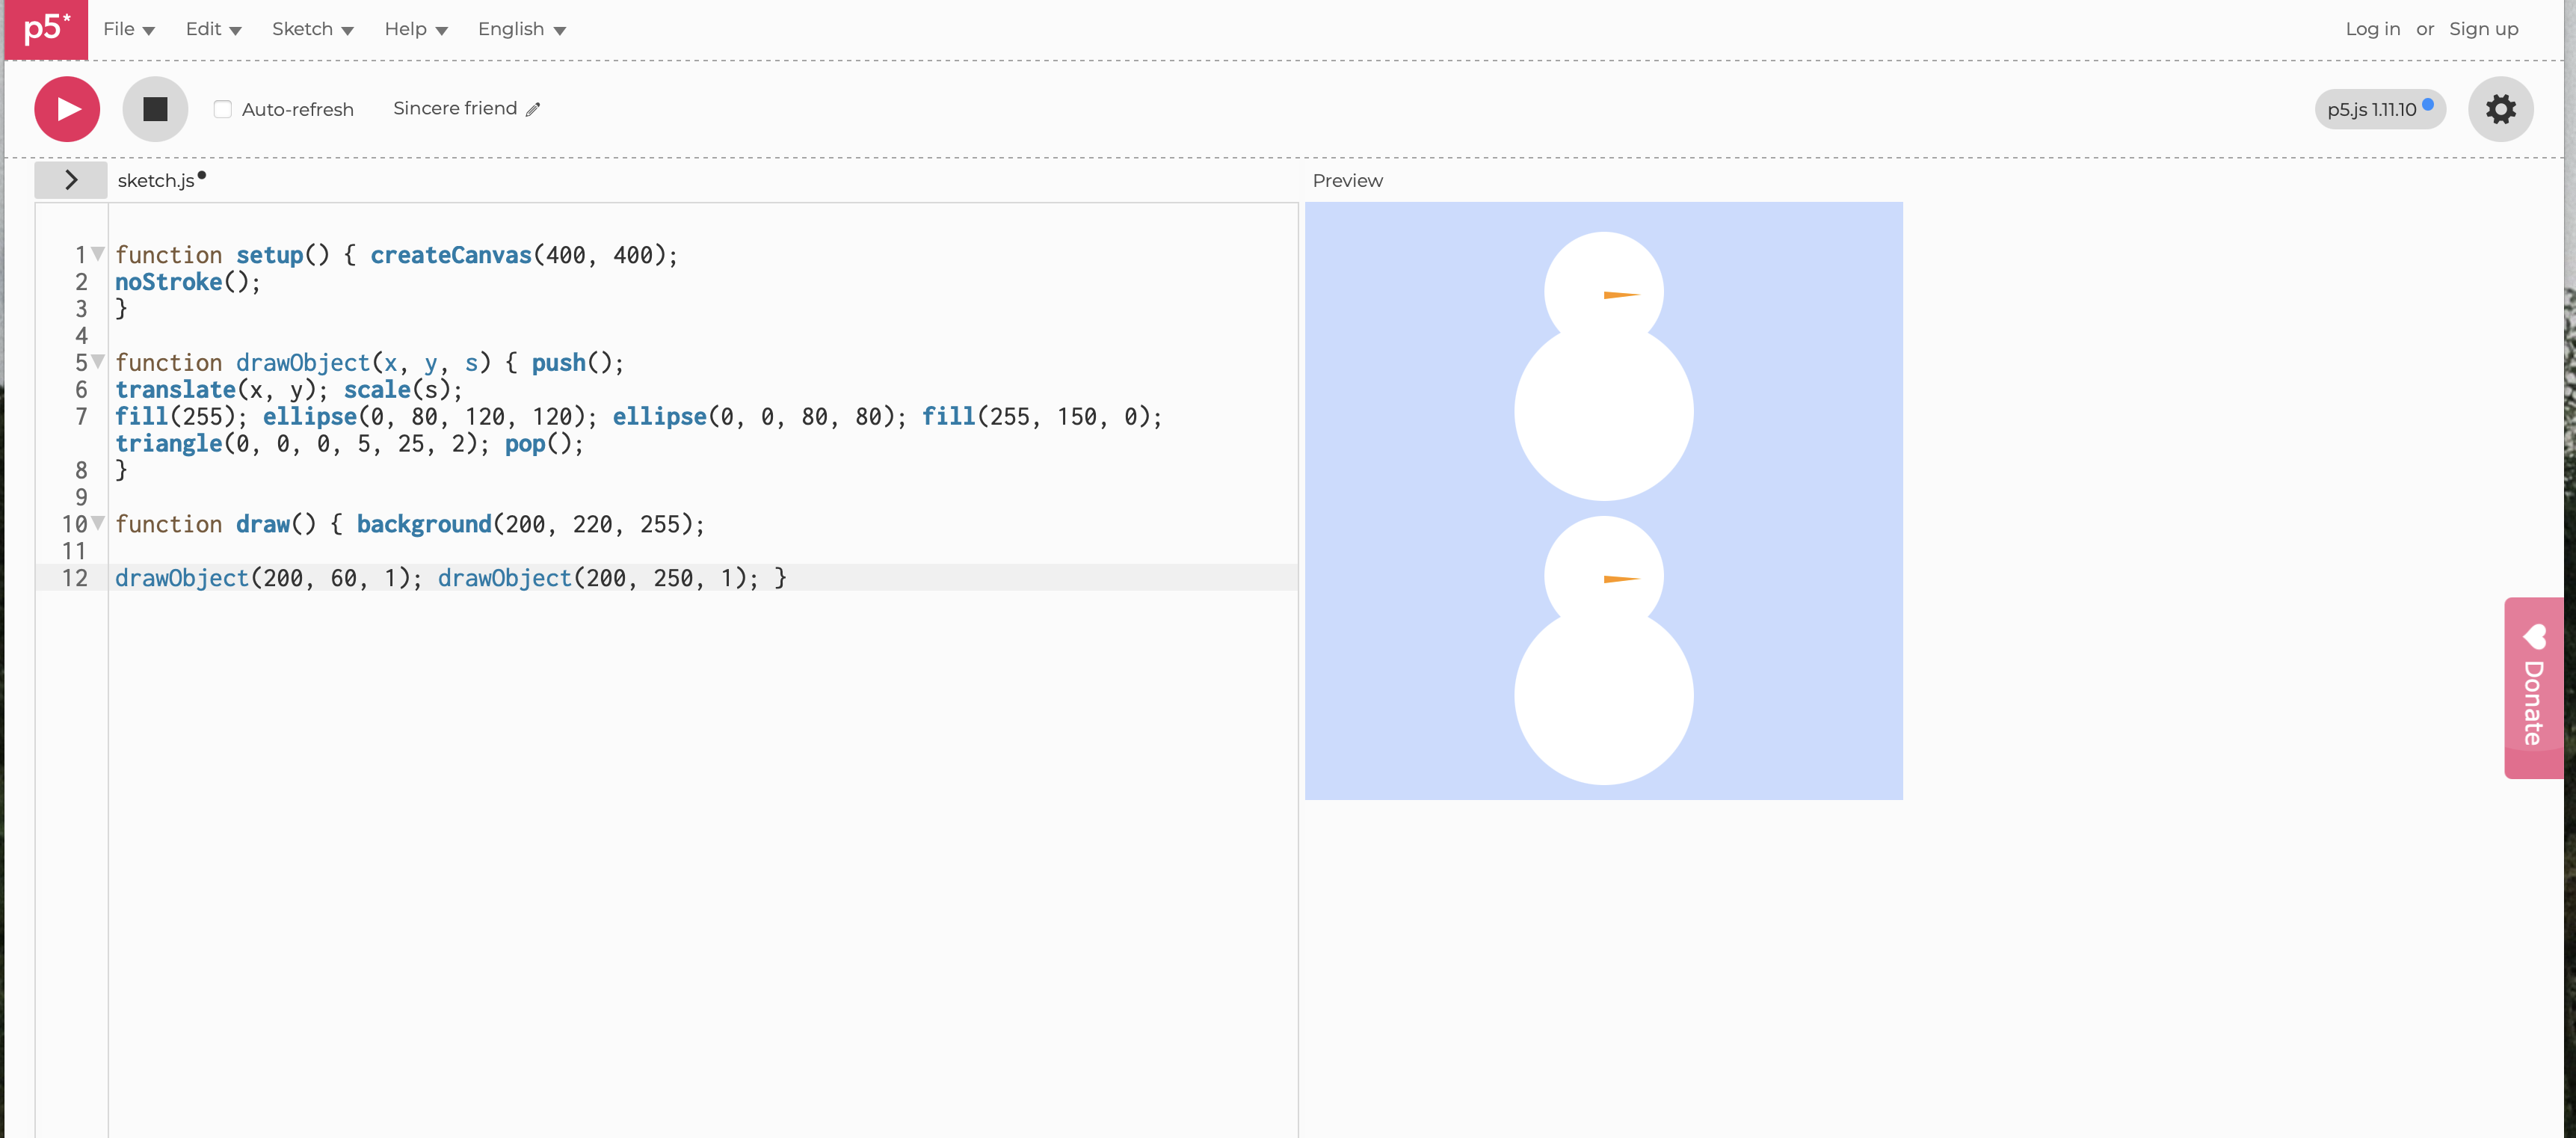 p5* File Edit Sketch Help English Log in or Sign up
Auto-refresh Sincere friend p5.js 1.11.10
sketch.js Preview
1 function setup() { createCanvas(400, 400);
2 noStroke();
3 }
4
5 function drawObject(x, y, s) { push();
6 translate(x, y); scale(s);
7 fill(255); ellipse(0, 80, 120, 120); ellipse(0, 0, 80, 80); fill(255, 150, 0);
triangle(0, 0, 0, 5, 25, 2); pop();
8 }
9
10 function draw() { background(200, 220, 255);
11
12 drawObject(200, 60, 1); drawObject(200, 250, 1); }
Donate